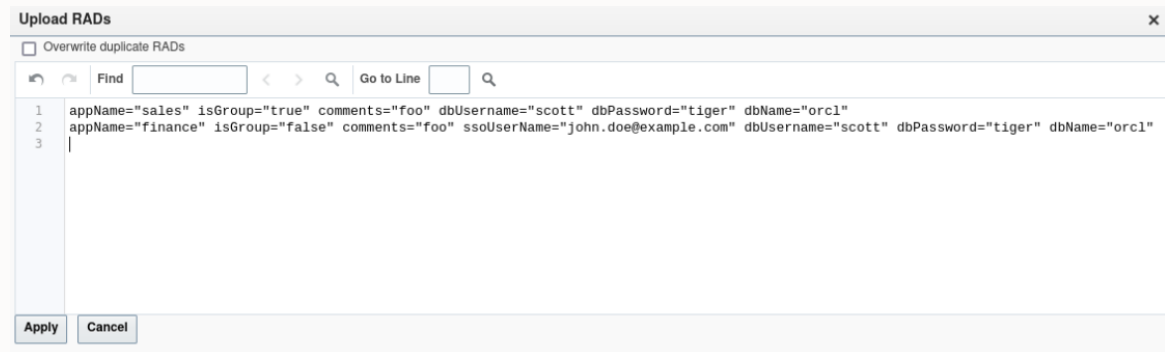 Upload RADs
Overwrite duplicate RADs
Find Go to Line
1 appName="sales" isGroup="true" comments="foo" dbUsername="scott" dbPassword="tiger" dbName="orcl"
2 appName="finance" isGroup="false" comments="foo" ssoUserName="john.doe@example.com" dbUsername="scott" dbPassword="tiger" dbName="orcl"
3
Apply Cancel